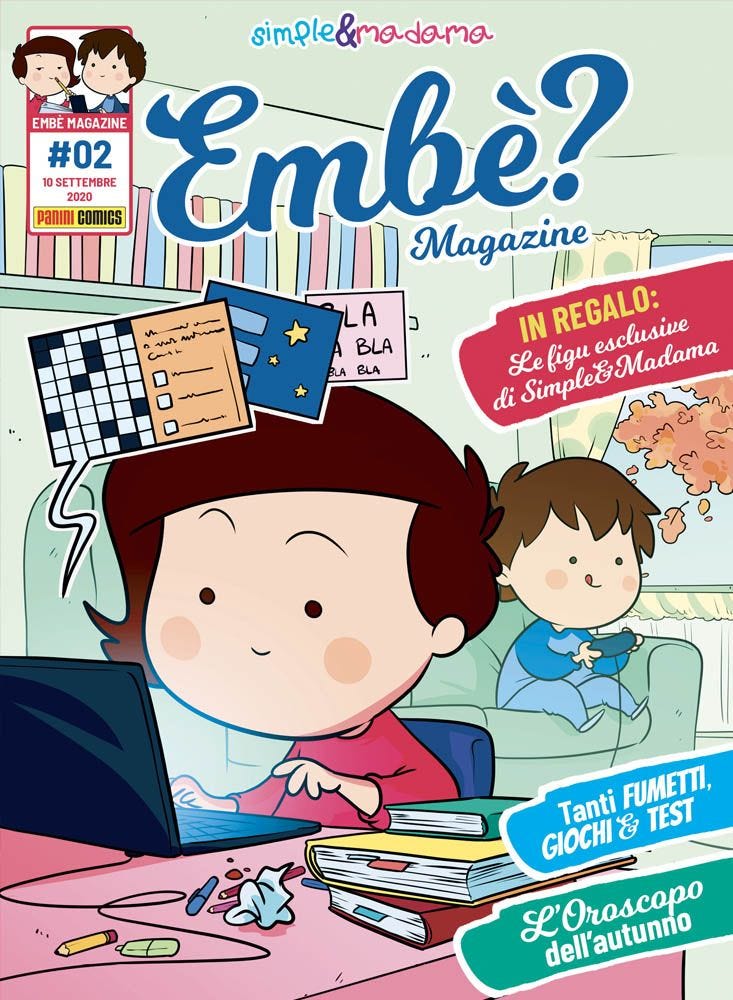 simple&madama
Embè?
Magazine
EMBÈ MAGAZINE
#02
10 SETTEMBRE
2020
PANINI COMICS
IN REGALO:
Le figu esclusive
di Simple&Madama
BLA
BLA
BLA BLA
Tanti FUMETTI,
GIOCHI & TEST
L'Oroscopo
dell'autunno